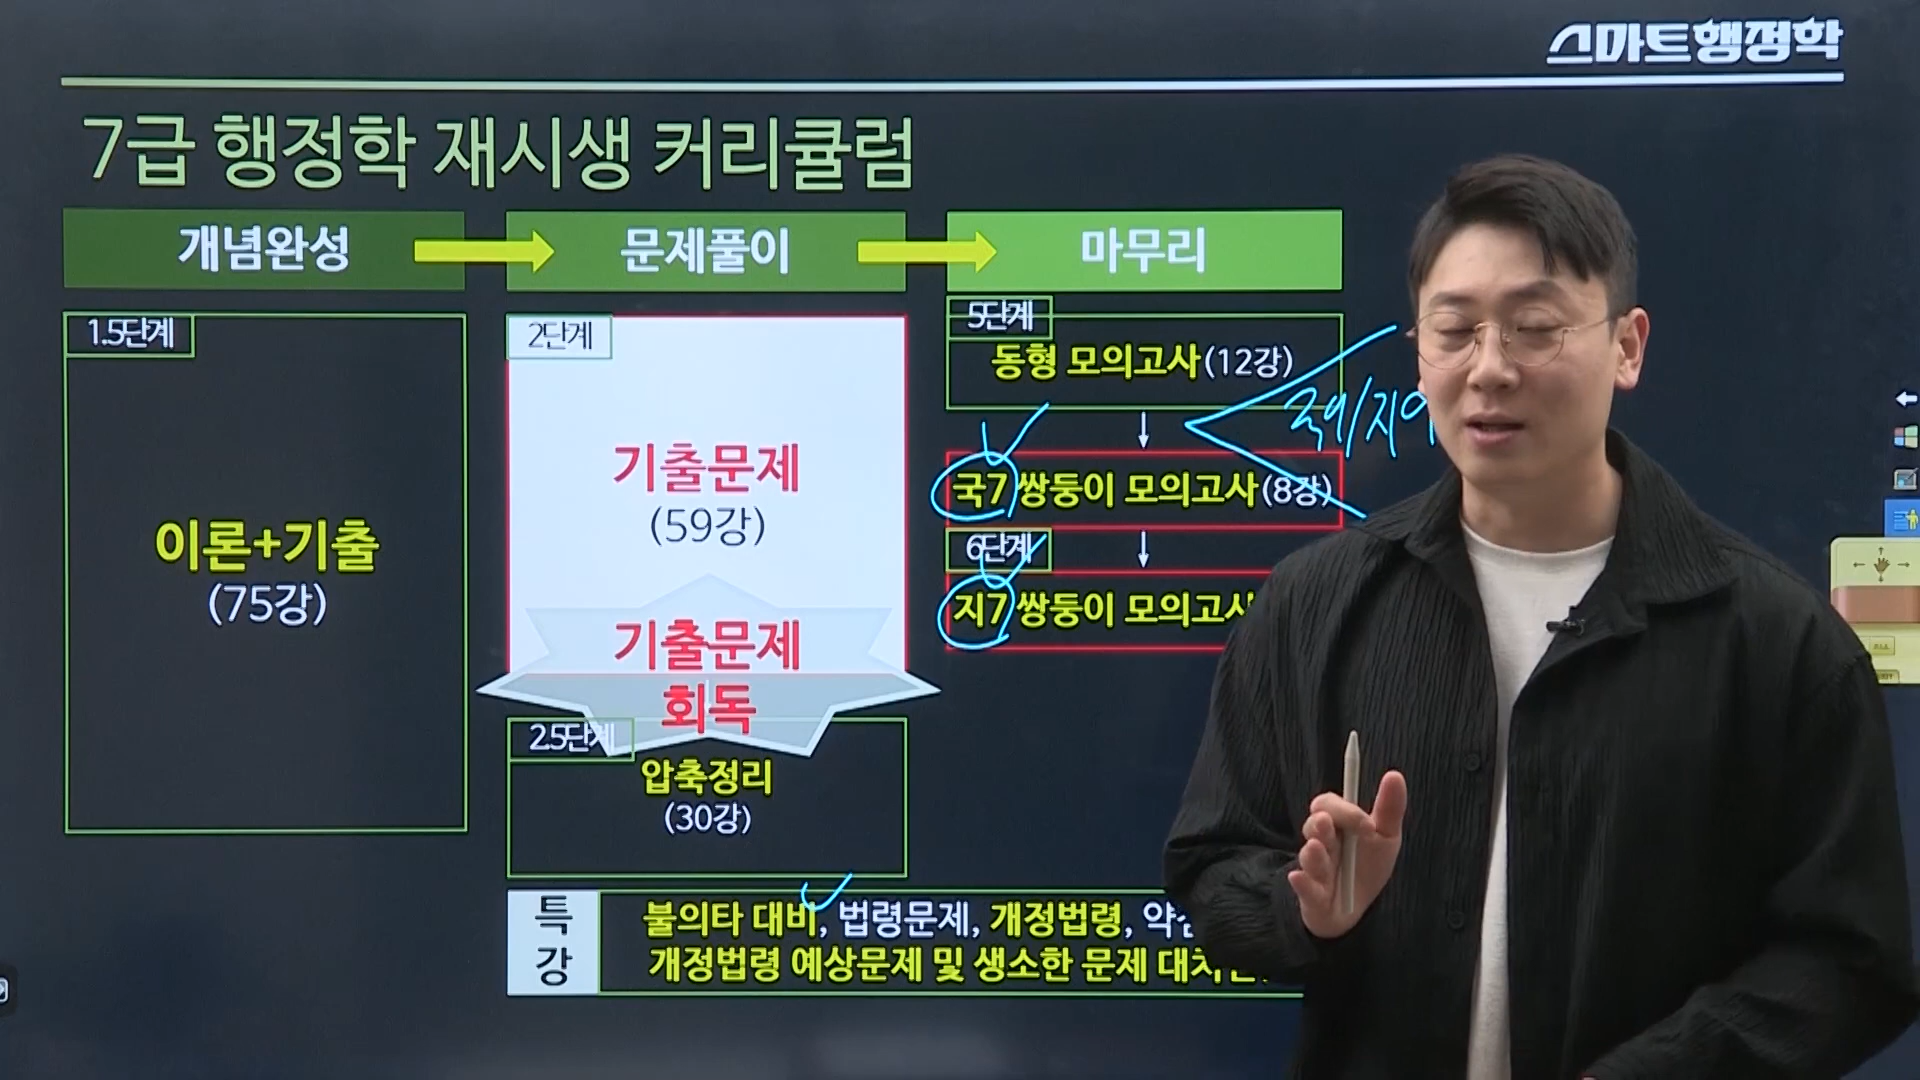 스마트행정학
7급 행정학 재시생 커리큘럼
개념완성
문제풀이
마무리
1.5단계
이론+기출
(75강)
2단계
기출문제
(59강)
기출문제
회독
2.5단계
압축정리
(30강)
5단계
동형 모의고사(12강)
국7 쌍둥이 모의고사(8강)
6단계
지7 쌍둥이 모의고사
특강
불의타 대비, 법령문제, 개정법령,
개정법령 예상문제 및 생소한 문제